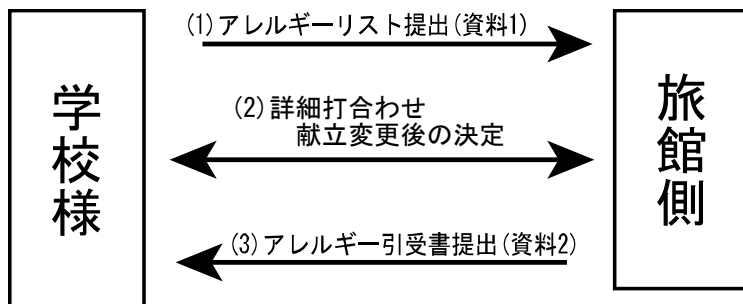 (1)アレルギーリスト提出(資料1)
学校様
(2)詳細打合わせ
献立変更後の決定
旅館側
(3)アレルギー引受書提出(資料2)